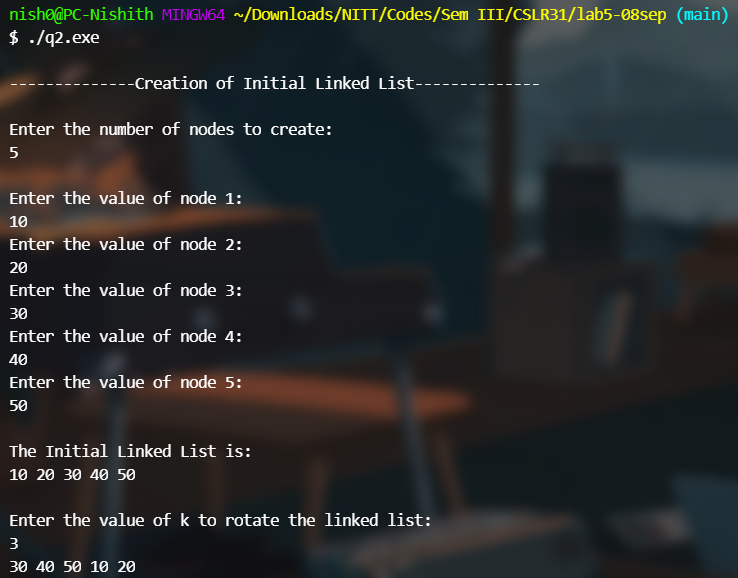 nish0@PC-Nishith MINGW64 ~/Downloads/NITT/Codes/Sem III/CSLR31/lab5-08sep (main)
$ ./q2.exe
--------------Creation of Initial Linked List--------------
Enter the number of nodes to create:
5
Enter the value of node 1:
10
Enter the value of node 2:
20
Enter the value of node 3:
30
Enter the value of node 4:
40
Enter the value of node 5:
50
The Initial Linked List is:
10 20 30 40 50
Enter the value of k to rotate the linked list:
3
30 40 50 10 20